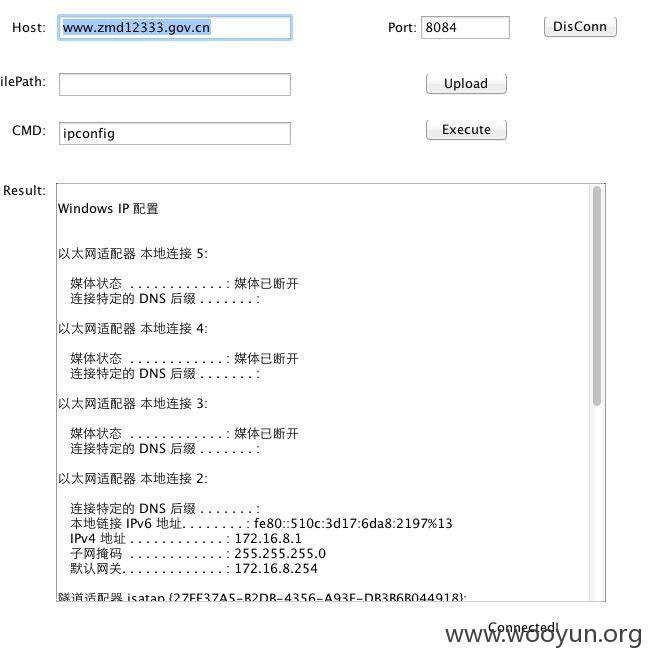 Host: www.zmd12333.gov.cn Port: 8084 DisConn
ilePath: Upload
CMD: ipconfig Execute
Result:
Windows IP 配置
以太网适配器 本地连接 5:
媒体状态 . . . . . . . . . . . . : 媒体已断开
连接特定的 DNS 后缀 . . . . . . . :
以太网适配器 本地连接 4:
媒体状态 . . . . . . . . . . . . : 媒体已断开
连接特定的 DNS 后缀 . . . . . . . :
以太网适配器 本地连接 3:
媒体状态 . . . . . . . . . . . . : 媒体已断开
连接特定的 DNS 后缀 . . . . . . . :
以太网适配器 本地连接 2:
连接特定的 DNS 后缀 . . . . . . . :
本地链接 IPv6 地址. . . . . . . . : fe80::510c:3d17:6da8:2197%13
IPv4 地址 . . . . . . . . . . . . : 172.16.8.1
子网掩码 . . . . . . . . . . . . : 255.255.255.0
默认网关. . . . . . . . . . . . . : 172.16.8.254
隧道适配器 isatap.{27FF37A5-B2DB-4356-A93F-DB3B6B044918}:
Connected!
www.wooyun.org